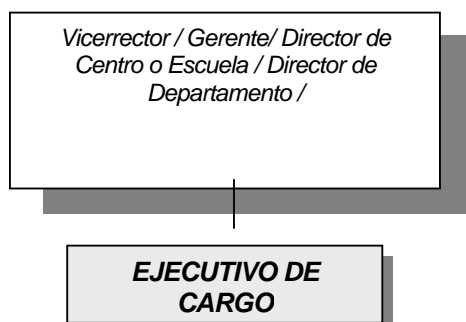 Vicerrector / Gerente/ Director de
Centro o Escuela / Director de
Departamento /
EJECUTIVO DE
CARGO